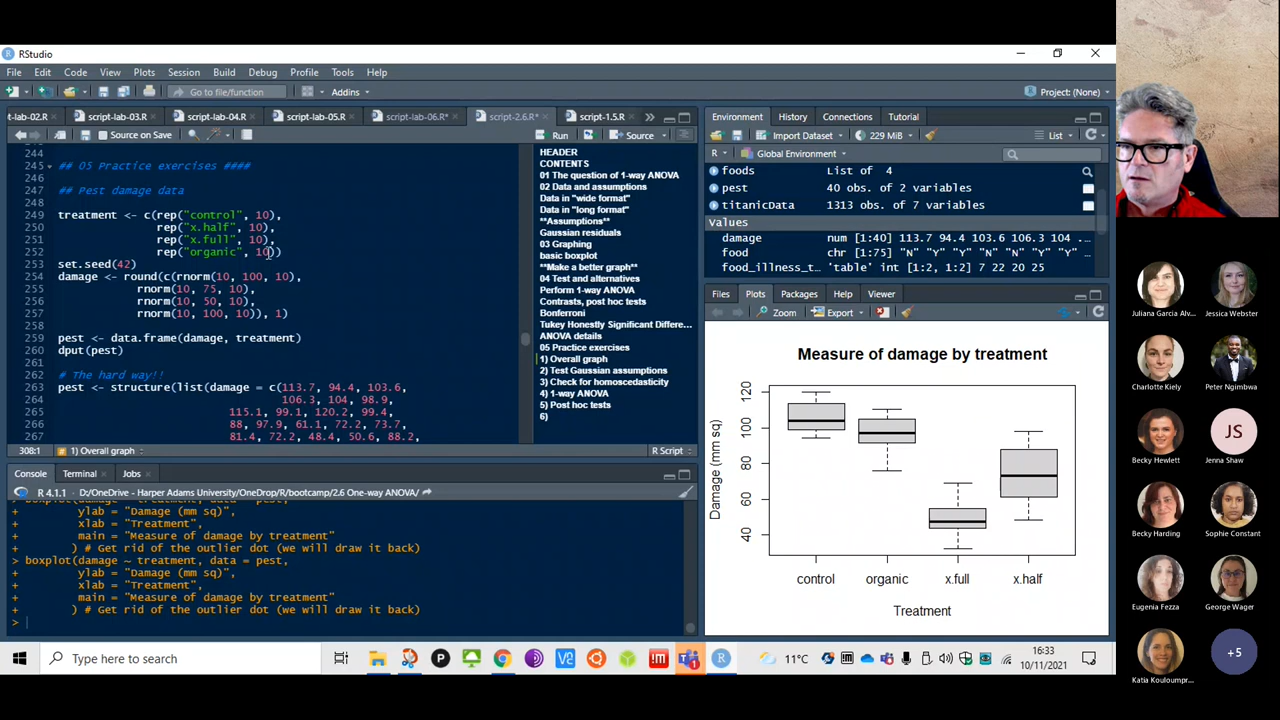 RStudio
File Edit Code View Plots Session Build Debug Profile Tools Help
Go to file/function
Addins
Project: (None)
t-lab-02.R
script-lab-03.R
script-lab-04.R
script-lab-05.R
script-lab-06.R*
script-2.6.R*
script-1.5.R
Source on Save
Run
Source
244
245 ## 05 Practice exercises ####
246
247 ## Pest damage data
248
249 treatment <- c(rep("control", 10),
250 rep("x.half", 10),
251 rep("x.full", 10),
252 rep("organic", 10))
253 set.seed(42)
254 damage <- round(c(rnorm(10, 100, 10),
255 rnorm(10, 75, 10),
256 rnorm(10, 50, 10),
257 rnorm(10, 100, 10)), 1)
258
259 pest <- data.frame(damage, treatment)
260 dput(pest)
261
262 # The hard way!!
263 pest <- structure(list(damage = c(113.7, 94.4, 103.6,
264 106.3, 104, 98.9,
265 115.1, 99.1, 120.2, 99.4,
266 88, 97.9, 61.1, 72.2, 73.7,
267 81.4, 72.2, 48.4, 50.6, 88.2,
308:1 1) Overall graph
R Script
HEADER
CONTENTS
01 The question of 1-way ANOVA
02 Data and assumptions
Data in "wide format"
Data in "long format"
**Assumptions**
Gaussian residuals
03 Graphing
basic boxplot
**Make a better graph**
04 Test and alternatives
Perform 1-way ANOVA
Contrasts, post hoc tests
Bonferroni
Tukey Honestly Significant Differe...
ANOVA details
05 Practice exercises
1) Overall graph
2) Test Gaussian assumptions
3) Check for homoscedasticity
4) 1-way ANOVA
5) Post hoc tests
6)
Console Terminal Jobs
R 4.1.1 · D:/OneDrive - Harper Adams University/OneDrop/R/bootcamp/2.6 One-way ANOVA/
> boxplot(damage ~ treatment, data = pest,
+ ylab = "Damage (mm sq)",
+ xlab = "Treatment",
+ main = "Measure of damage by treatment"
+ ) # Get rid of the outlier dot (we will draw it back)
> boxplot(damage ~ treatment, data = pest,
+ ylab = "Damage (mm sq)",
+ xlab = "Treatment",
+ main = "Measure of damage by treatment"
+ ) # Get rid of the outlier dot (we will draw it back)
>
Environment History Connections Tutorial
Import Dataset
229 MiB
List
R Global Environment
foods List of 4
pest 40 obs. of 2 variables
titanicData 1313 obs. of 7 variables
Values
damage num [1:40] 113.7 94.4 103.6 106.3 104 ...
food chr [1:75] "N" "Y" "Y" "N" "N" "Y" "Y" ...
food_illness_t... 'table' int [1:2, 1:2] 7 22 20 25
Files Plots Packages Help Viewer
Zoom Export
Measure of damage by treatment
Damage (mm sq)
120
100
80
60
40
control organic x.full x.half
Treatment
Juliana Garcia Alv...
Jessica Webster
Charlotte Kiely
Peter Ngimbwa
Becky Hewlett
JS
Jenna Shaw
Becky Harding
Sophie Constant
Eugenia Fezza
George Wager
Katia Kouloumpr...
+5
Type here to search
11°C
16:33
10/11/2021